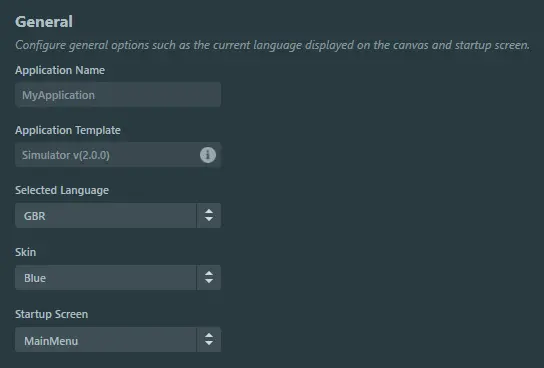 General
Configure general options such as the current language displayed on the canvas and startup screen.
Application Name
MyApplication
Application Template
Simulator v(2.0.0)
Selected Language
GBR
Skin
Blue
Startup Screen
MainMenu